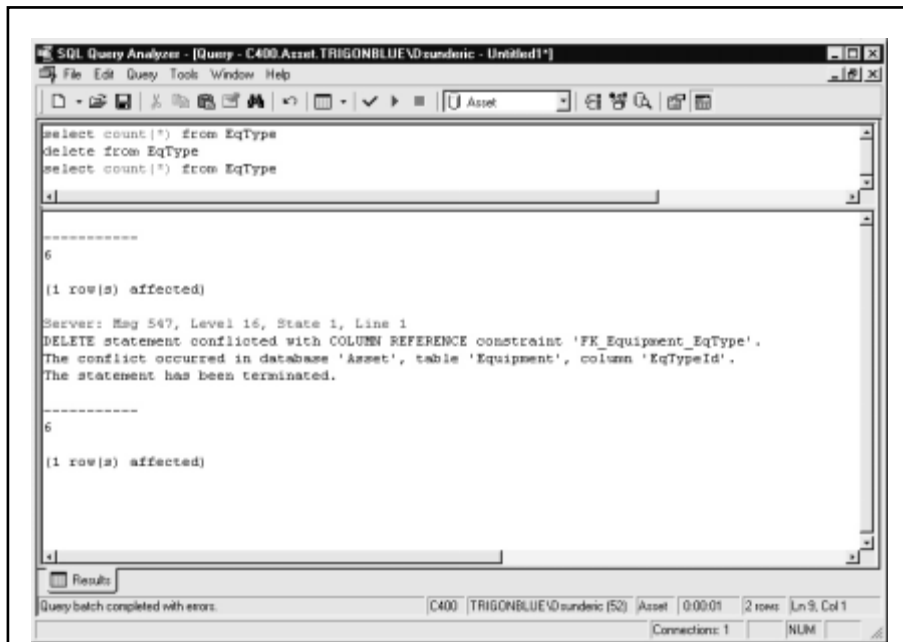 SQL Query Analyzer - [Query - C400.Asset.TRIGONBLUE\Dsunderic - Untitled1*]
File Edit Query Tools Window Help
Asset
select count(*) from EqType
delete from EqType
select count(*) from EqType
-----------
6
(1 row(s) affected)
Server: Msg 547, Level 16, State 1, Line 1
DELETE statement conflicted with COLUMN REFERENCE constraint 'FK_Equipment_EqType'.
The conflict occurred in database 'Asset', table 'Equipment', column 'EqTypeId'.
The statement has been terminated.
-----------
6
(1 row(s) affected)
Results
Query batch completed with errors. C400 TRIGONBLUE\Dsunderic (52) Asset 0:00:01 2 rows Ln 9, Col 1
Connections: 1 NUM